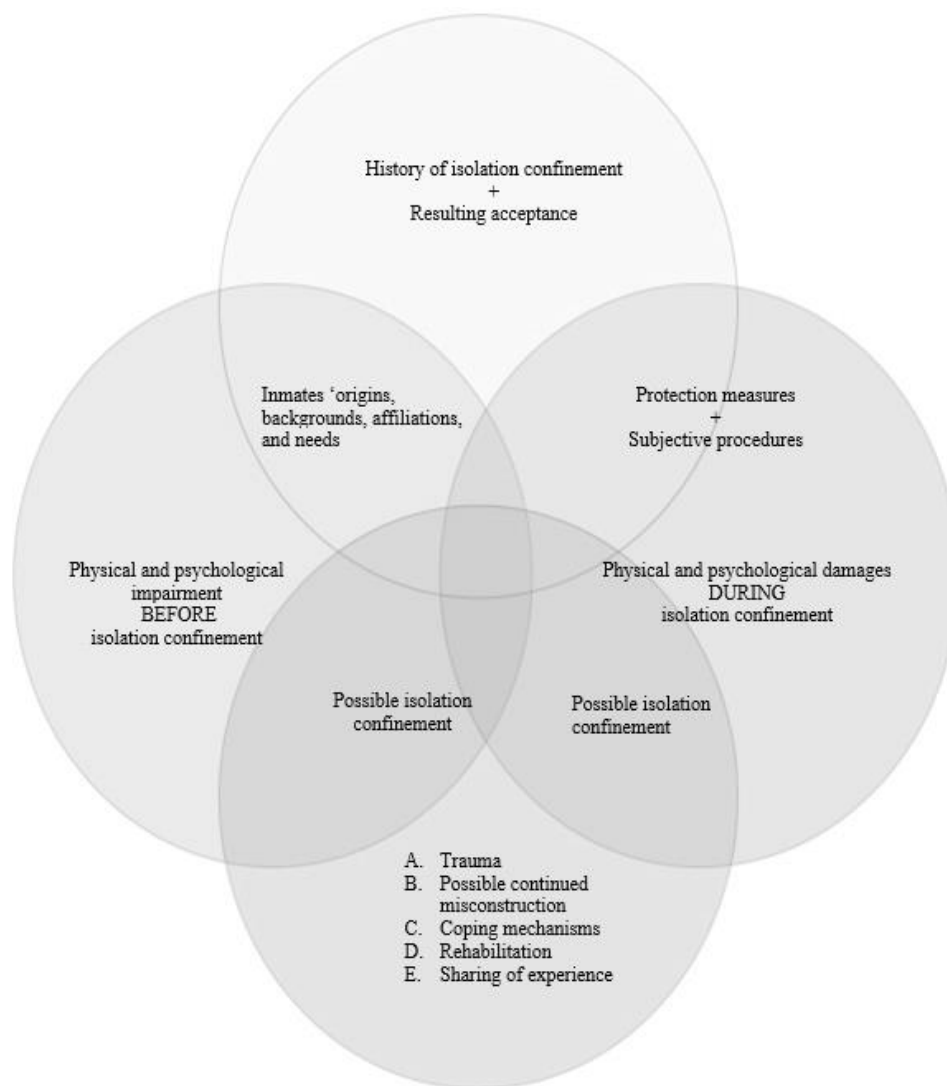 History of isolation confinement
+
Resulting acceptance
Inmates ‘origins,
backgrounds, affiliations,
and needs
Protection measures
+
Subjective procedures
Physical and psychological
impairment
BEFORE
isolation confinement
Physical and psychological damages
DURING
isolation confinement
Possible isolation
confinement
Possible isolation
confinement
A. Trauma
B. Possible continued
misconstruction
C. Coping mechanisms
D. Rehabilitation
E. Sharing of experience